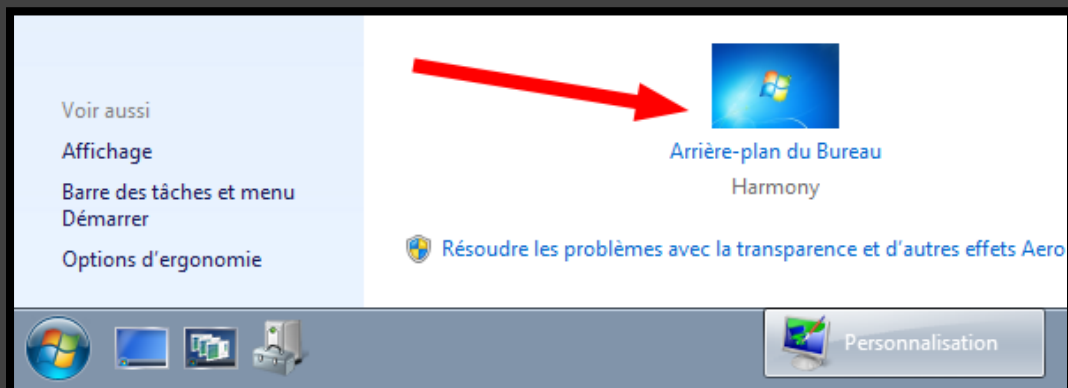 Voir aussi
Affichage
Barre des tâches et menu
Démarrer
Options d'ergonomie
Arrière-plan du Bureau
Harmony
Résoudre les problèmes avec la transparence et d'autres effets Aero
Personnalisation